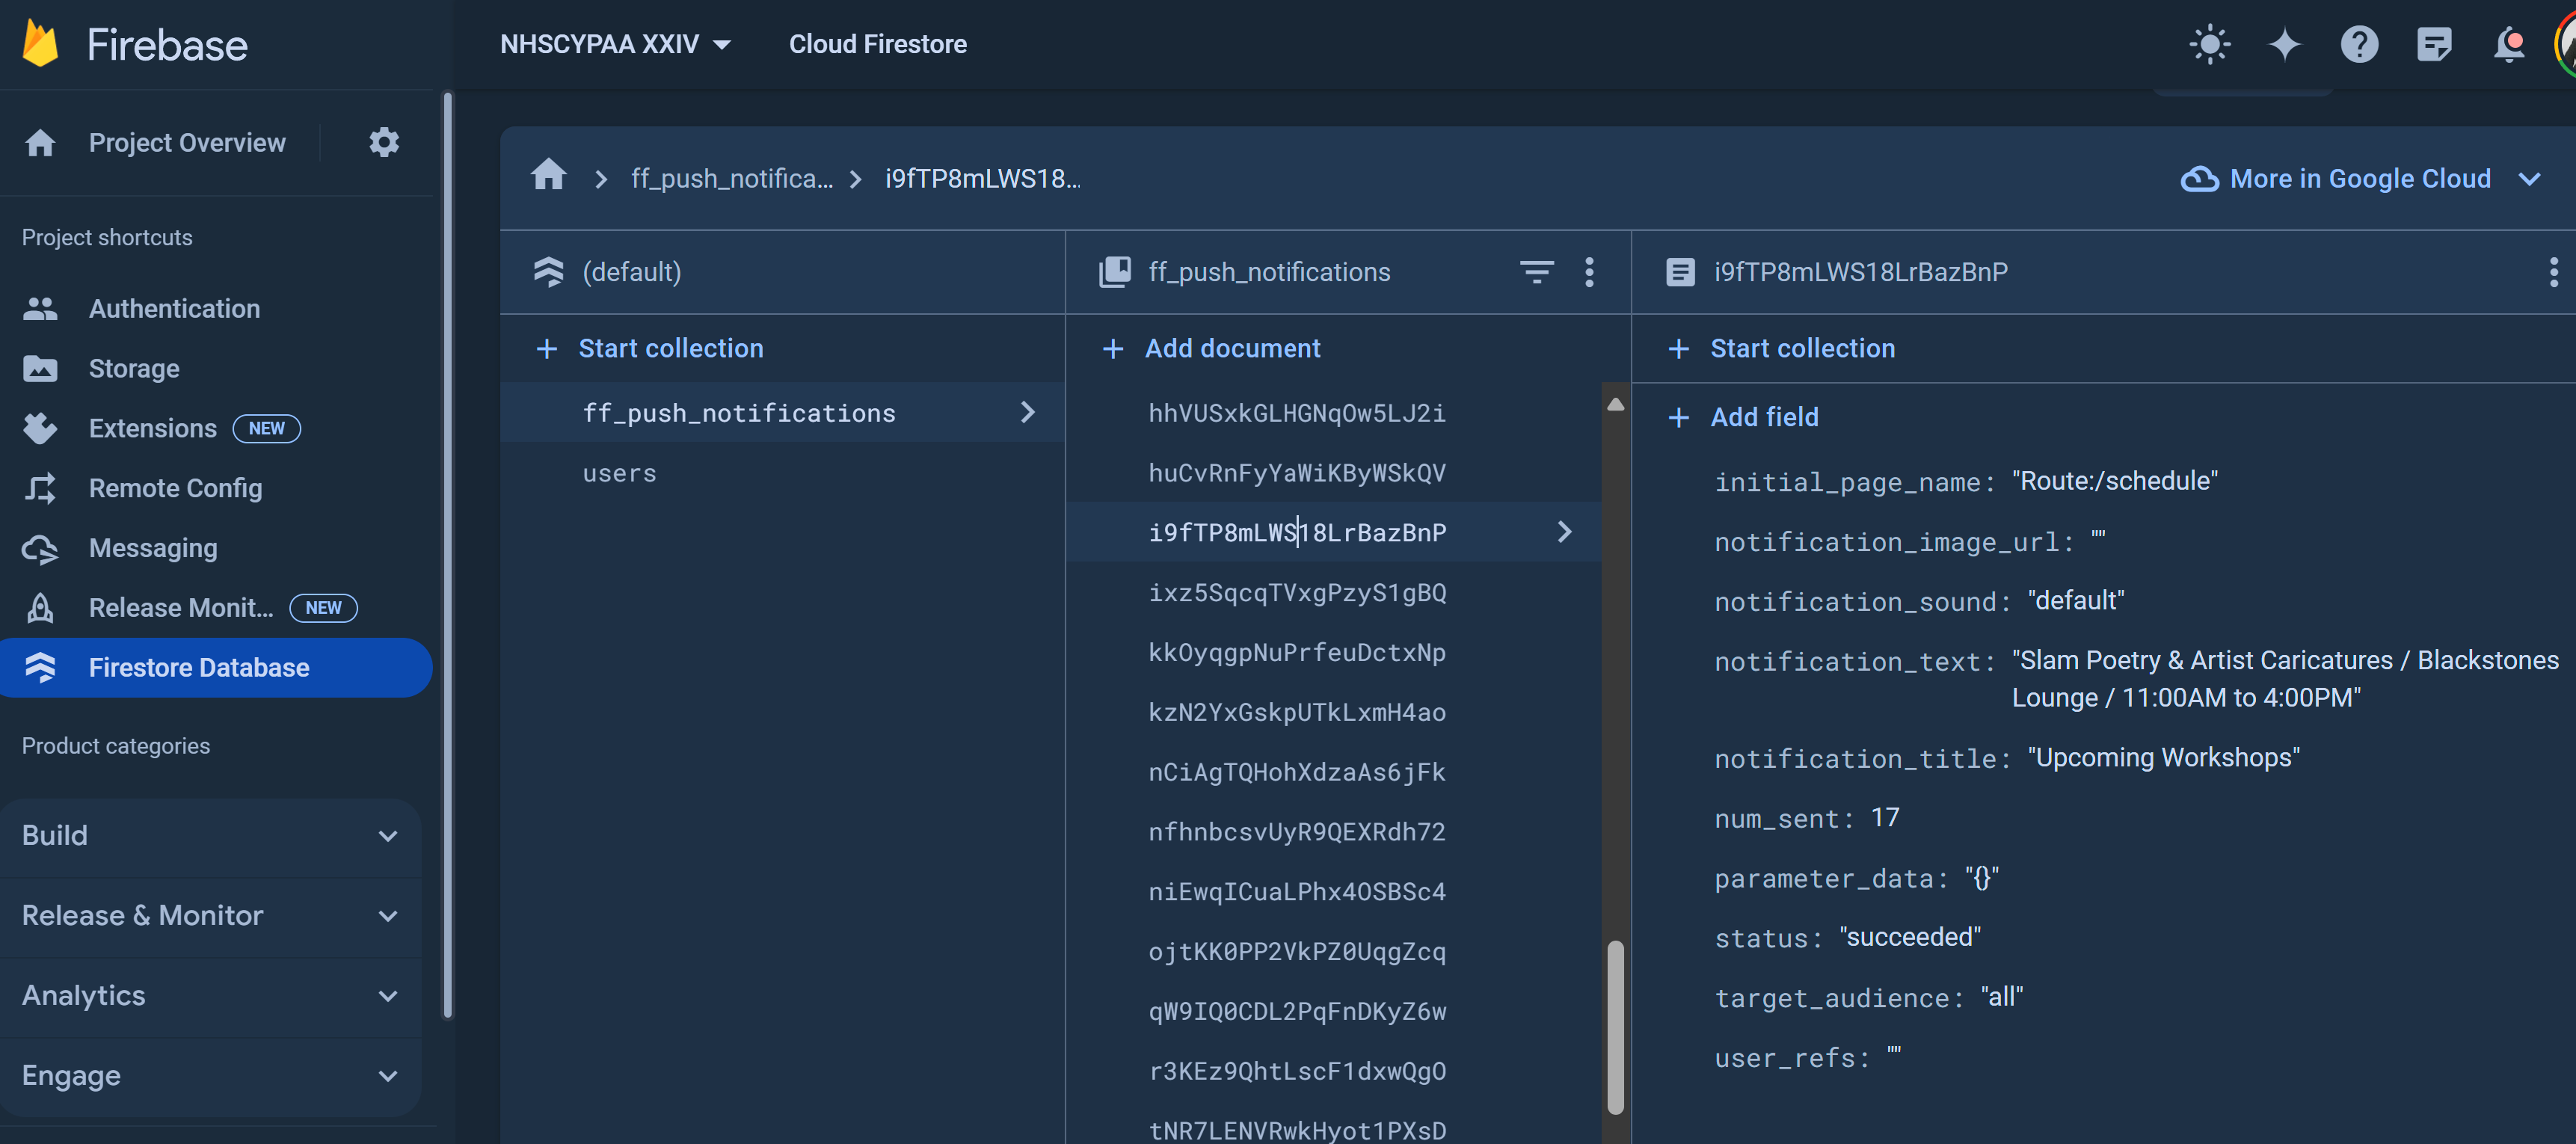 Firebase
NHSCYPAA XXIV
Cloud Firestore
Project Overview
Project shortcuts
Authentication
Storage
Extensions NEW
Remote Config
Messaging
Release Monit... NEW
Firestore Database
Product categories
Build
Release & Monitor
Analytics
Engage
ff_push_notifica... i9fTP8mLWS18...
More in Google Cloud
(default)
Start collection
ff_push_notifications
users
ff_push_notifications
Add document
hhVUSxkGLHGNqOw5LJ2i
huCvRnFyYaWiKByWSkQV
i9fTP8mLWS18LrBazBnP
ixz5SqcqTVxgPzyS1gBQ
kkOyqgpNuPrfeuDctxNp
kzN2YxGskpUTkLxmH4ao
nCiAgTQHohXdzaAs6jFk
nfhnbcsvUyR9QEXRdh72
niEwqICuaLPhx4OSBSc4
ojtKK0PP2VkPZ0UqgZcq
qW9IQ0CDL2PqFnDKyZ6w
r3KEz9QhtLscF1dxwQgO
tNR7LENVRwkHyot1PXsD
i9fTP8mLWS18LrBazBnP
Start collection
Add field
initial_page_name: "Route:/schedule"
notification_image_url: ""
notification_sound: "default"
notification_text: "Slam Poetry & Artist Caricatures / Blackstones
Lounge / 11:00AM to 4:00PM"
notification_title: "Upcoming Workshops"
num_sent: 17
parameter_data: "{}"
status: "succeeded"
target_audience: "all"
user_refs: ""